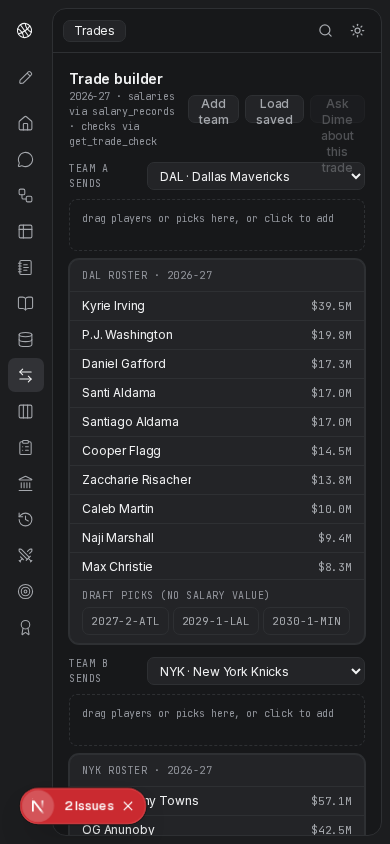 Trades
Trade builder
2026-27 · salaries
via salary_records
· checks via
get_trade_check
Add
team
Load
saved
Ask
Dime
about
this
trade
TEAM A
SENDS
DAL · Dallas Mavericks
drag players or picks here, or click to add
DAL ROSTER · 2026-27
Kyrie Irving $39.5M
P.J. Washington $19.8M
Daniel Gafford $17.3M
Santi Aldama $17.0M
Santiago Aldama $17.0M
Cooper Flagg $14.5M
Zaccharie Risacher $13.8M
Caleb Martin $10.0M
Naji Marshall $9.4M
Max Christie $8.3M
DRAFT PICKS (NO SALARY VALUE)
2027-2-ATL 2029-1-LAL 2030-1-MIN
TEAM B
SENDS
NYK · New York Knicks
drag players or picks here, or click to add
NYK ROSTER · 2026-27
ny Towns $57.1M
OG Anunoby $42.5M
N 2 Issues